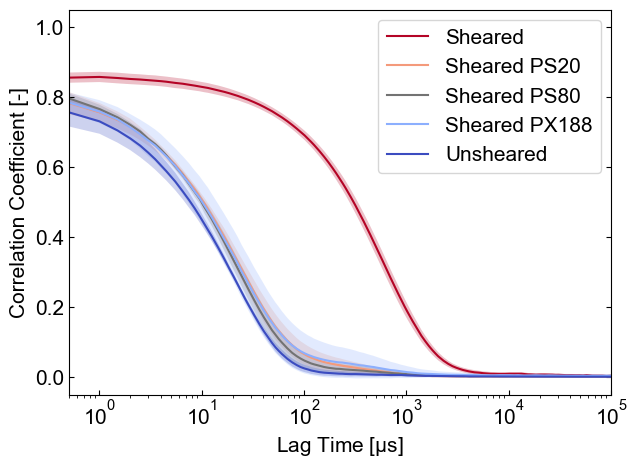 1.0
0.8
0.6
0.4
0.2
0.0
Correlation Coefficient [-]
Sheared
Sheared PS20
Sheared PS80
Sheared PX188
Unsheared
10⁰ 10¹ 10² 10³ 10⁴ 10⁵
Lag Time [µs]